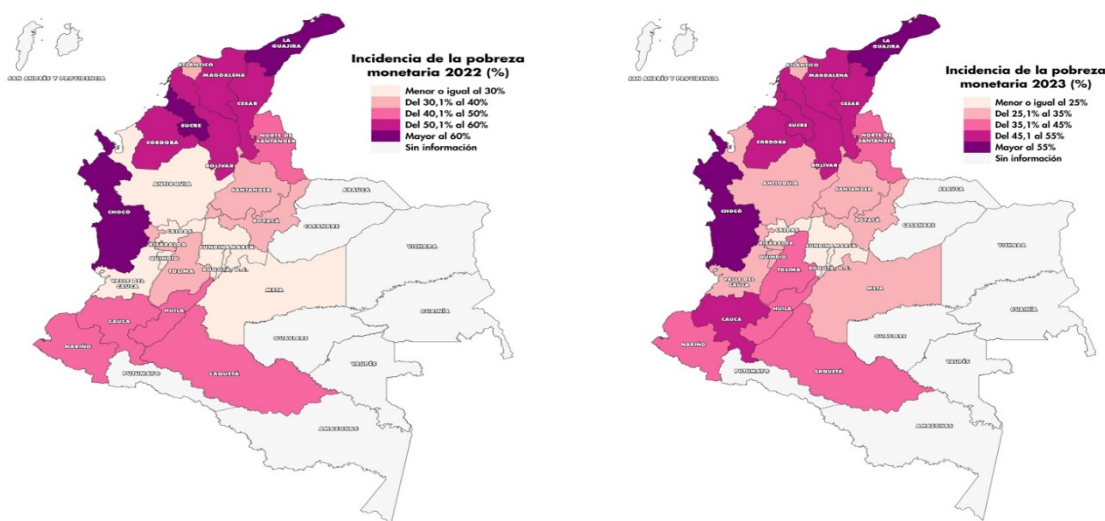 LA
GUAJIRA
ATLÁNTICO
MAGDALENA
SAN ANDRÉS Y PROVIDENCIA
CESAR
SUCRE
CÓRDOBA
NORTE DE
SANTANDER
BOLÍVAR
ANTIOQUIA
SANTANDER
ARAUCA
CHOCÓ
BOYACÁ
CASANARE
CALDAS
RISARALDA
CUNDINAMARCA
VICHADA
QUINDÍO
BOGOTÁ, D.C.
TOLIMA
VALLE DEL
CAUCA
META
GUAINÍA
CAUCA
HUILA
GUAVIARE
NARIÑO
VAUPÉS
CAQUETÁ
PUTUMAYO
AMAZONAS
Incidencia de la pobreza
monetaria 2022 (%)
Menor o igual al 30%
Del 30,1% al 40%
Del 40,1% al 50%
Del 50,1% al 60%
Mayor al 60%
Sin información
LA
GUAJIRA
ATLÁNTICO
MAGDALENA
SAN ANDRÉS Y PROVIDENCIA
CESAR
SUCRE
CÓRDOBA
NORTE DE
SANTANDER
BOLÍVAR
ANTIOQUIA
SANTANDER
ARAUCA
CHOCÓ
BOYACÁ
CASANARE
CALDAS
RISARALDA
CUNDINAMARCA
VICHADA
QUINDÍO
BOGOTÁ, D.C.
TOLIMA
VALLE DEL
CAUCA
META
GUAINÍA
CAUCA
HUILA
GUAVIARE
NARIÑO
VAUPÉS
CAQUETÁ
PUTUMAYO
AMAZONAS
Incidencia de la pobreza
monetaria 2023 (%)
Menor o igual al 25%
Del 25,1% al 35%
Del 35,1% al 45%
Del 45,1 al 55%
Mayor al 55%
Sin información